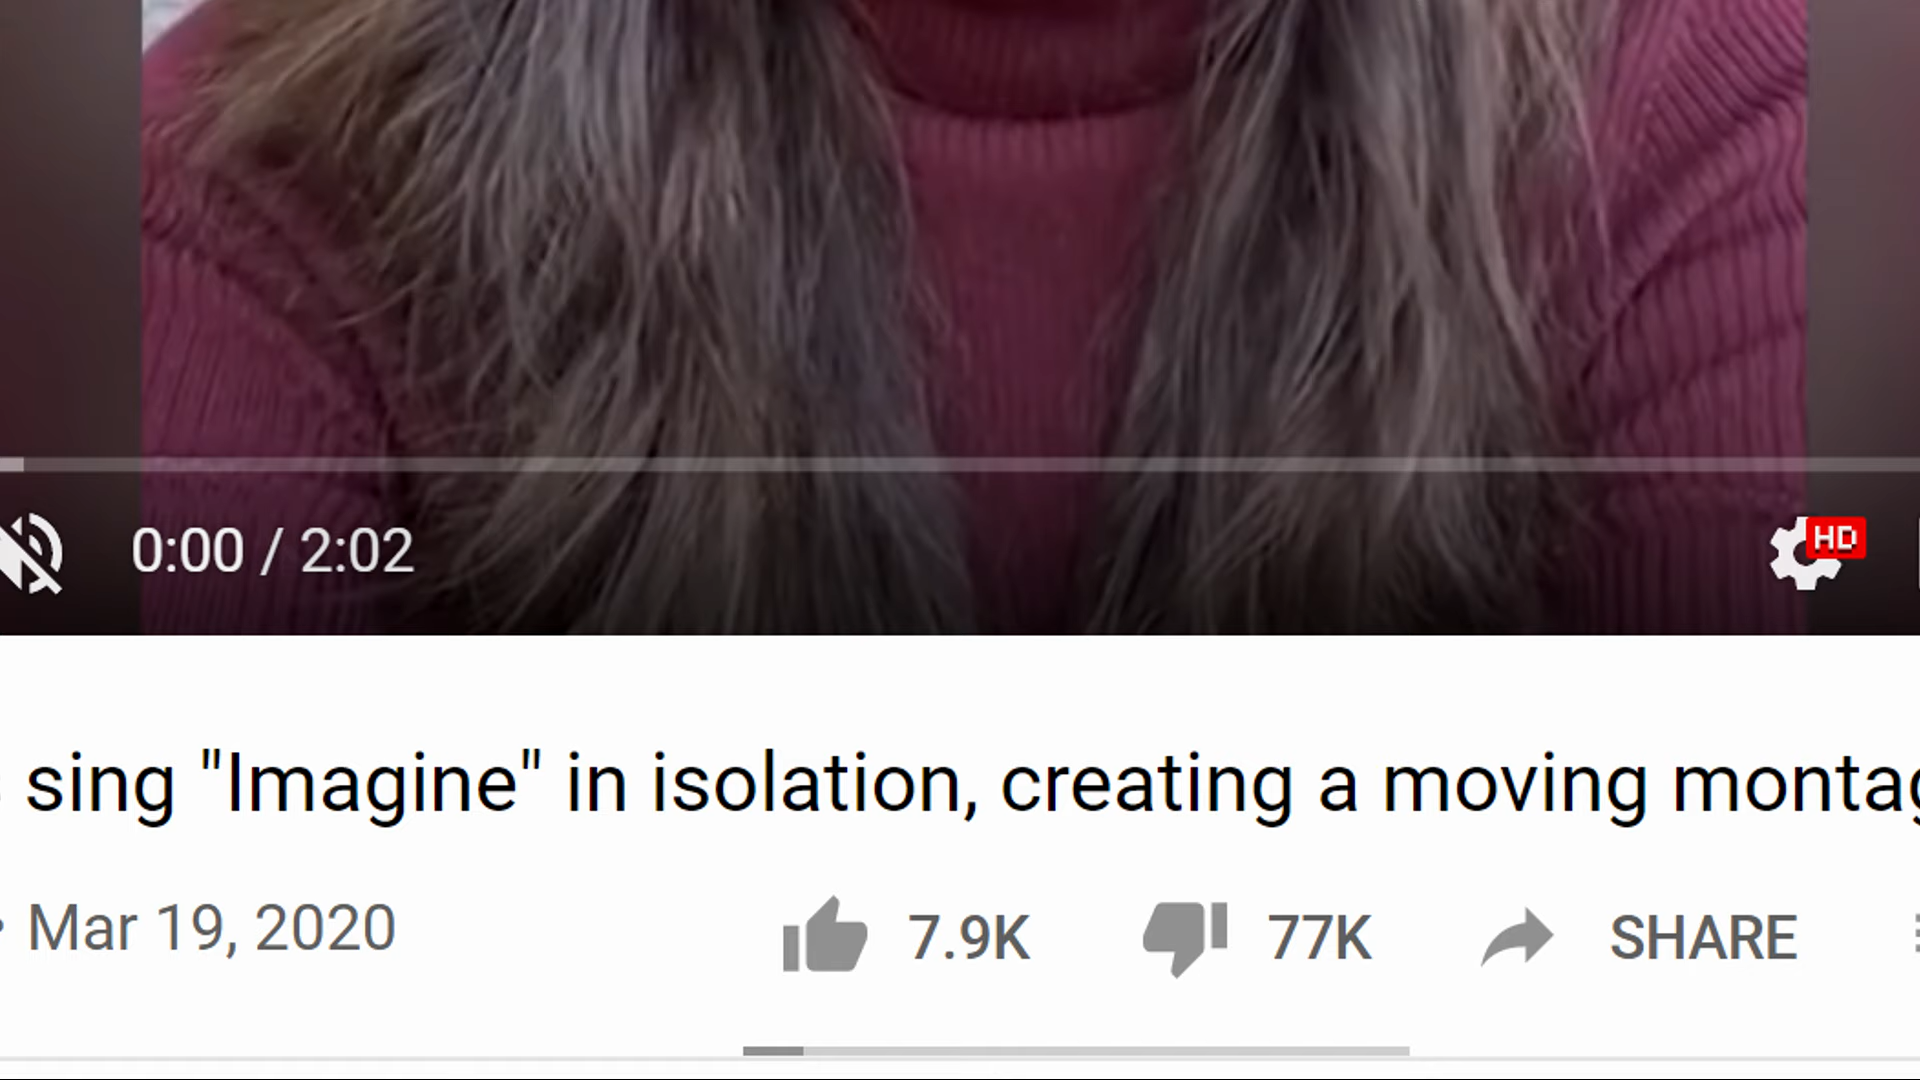 0:00 / 2:02
HD
sing "Imagine" in isolation, creating a moving montag
Mar 19, 2020
7.9K
77K
SHARE